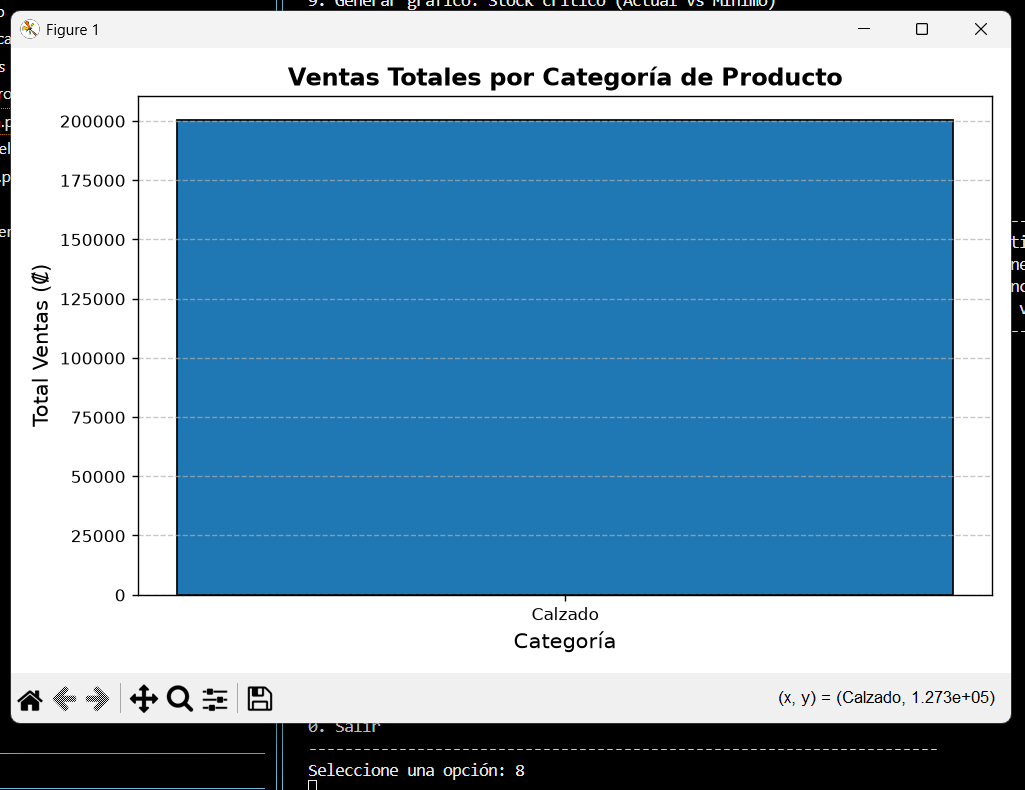 9. Generar gráfico: Stock crítico (Actual vs Mínimo)
Figure 1
Ventas Totales por Categoría de Producto
Total Ventas (₡)
200000
175000
150000
125000
100000
75000
50000
25000
0
Calzado
Categoría
(x, y) = (Calzado, 1.273e+05)
0. Salir
--------------------------------------------------------------------
Seleccione una opción: 8